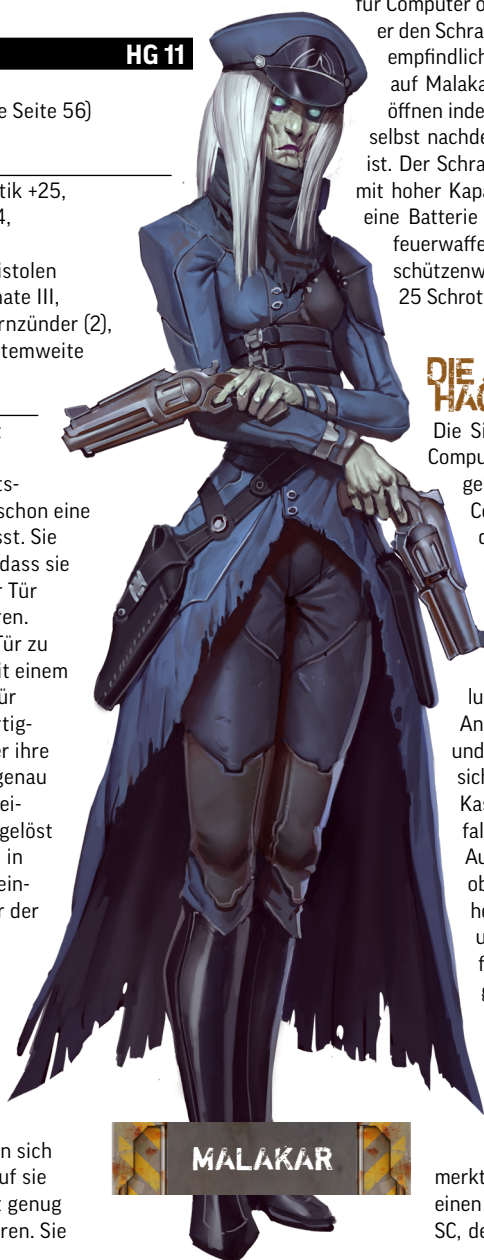 HG 11
e Seite 56)
tik +25,
4,
istolen
nate III,
rnzünder (2),
temweite
t
ts-
schon eine
sst. Sie
dass sie
r Tür
ren.
Tür zu
it einem
ür
rtig-
er ihre
genau
ei-
gelöst
in
ein-
r der
n sich
uf sie
t genug
ren. Sie
für Computer o
er den Schra
empfindlich
auf Malaka
öffnen inde
selbst nachde
ist. Der Schra
mit hoher Kapa
eine Batterie
feuerwaffe
schützenw
25 Schrot
DIE
HAC
Die Si
Compu
ge
Co
d
lu
An
und
sich
Kas
fal
Au
ob
he
u
f
g
merkt
einen
SC, de
MALAKAR